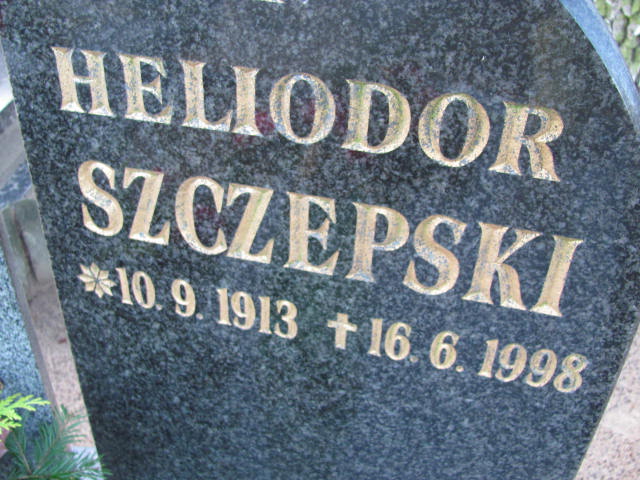 HELIODOR
SZCZEPSKI
* 10. 9. 1913 † 16. 6. 1998